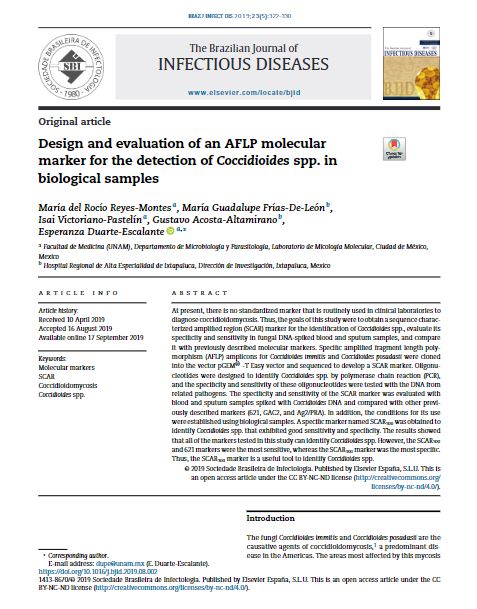 BRAZ J INFECT DIS 2019;23(5):322–330
SOCIEDADE BRASILEIRA DE INFECTOLOGIA
SBI
- 1980 -
The Brazilian Journal of
INFECTIOUS DISEASES
www.elsevier.com/locate/bjid
INFECTIOUS DISEASES
BJID
Original article
Design and evaluation of an AFLP molecular
marker for the detection of Coccidioides spp. in
biological samples
Check for
updates
María del Rocío Reyes-Montes a, María Guadalupe Frías-De-León b,
Isai Victoriano-Pastelín a, Gustavo Acosta-Altamirano b,
Esperanza Duarte-Escalante a,*
a Facultad de Medicina (UNAM), Departamento de Microbiología y Parasitología, Laboratorio de Micología Molecular, Ciudad de México,
Mexico
b Hospital Regional de Alta Especialidad de Ixtapaluca, Dirección de Investigación, Ixtapaluca, Mexico
ARTICLE INFO
Article history:
Received 10 April 2019
Accepted 16 August 2019
Available online 17 September 2019
Keywords:
Molecular markers
SCAR
Coccidioidomycosis
Coccidioides spp.
ABSTRACT
At present, there is no standardized marker that is routinely used in clinical laboratories to
diagnose coccidioidomycosis. Thus, the goals of this study were to obtain a sequence charac-
terized amplified region (SCAR) marker for the identification of Coccidioides spp., evaluate its
specificity and sensitivity in fungal DNA-spiked blood and sputum samples, and compare
it with previously described molecular markers. Specific amplified fragment length poly-
morphism (AFLP) amplicons for Coccidioides immitis and Coccidioides posadasii were cloned
into the vector pGEM® -T Easy vector and sequenced to develop a SCAR marker. Oligonu-
cleotides were designed to identify Coccidioides spp. by polymerase chain reaction (PCR),
and the specificity and sensitivity of these oligonucleotides were tested with the DNA from
related pathogens. The specificity and sensitivity of the SCAR marker was evaluated with
blood and sputum samples spiked with Coccidioides DNA and compared with other previ-
ously described markers (621, GAC2, and Ag2/PRA). In addition, the conditions for its use
were established using biological samples. A specific marker named SCAR300 was obtained to
identify Coccidioides spp. that exhibited good sensitivity and specificity. The results showed
that all of the markers tested in this study can identify Coccidioides spp. However, the SCAR300
and 621 markers were the most sensitive, whereas the SCAR300 marker was the most specific.
Thus, the SCAR300 marker is a useful tool to identify Coccidioides spp.
© 2019 Sociedade Brasileira de Infectologia. Published by Elsevier España, S.L.U. This is
an open access article under the CC BY-NC-ND license (http://creativecommons.org/
licenses/by-nc-nd/4.0/).
Introduction
The fungi Coccidioides immitis and Coccidioides posadasii are the
causative agents of coccidioidomycosis,1 a predominant dis-
ease in the Americas. The areas most affected by this mycosis
* Corresponding author.
E-mail address: dupe@unam.mx (E. Duarte-Escalante).
https://doi.org/10.1016/j.bjid.2019.08.002
1413-8670/© 2019 Sociedade Brasileira de Infectologia. Published by Elsevier España, S.L.U. This is an open access article under the CC
BY-NC-ND license (http://creativecommons.org/licenses/by-nc-nd/4.0/).